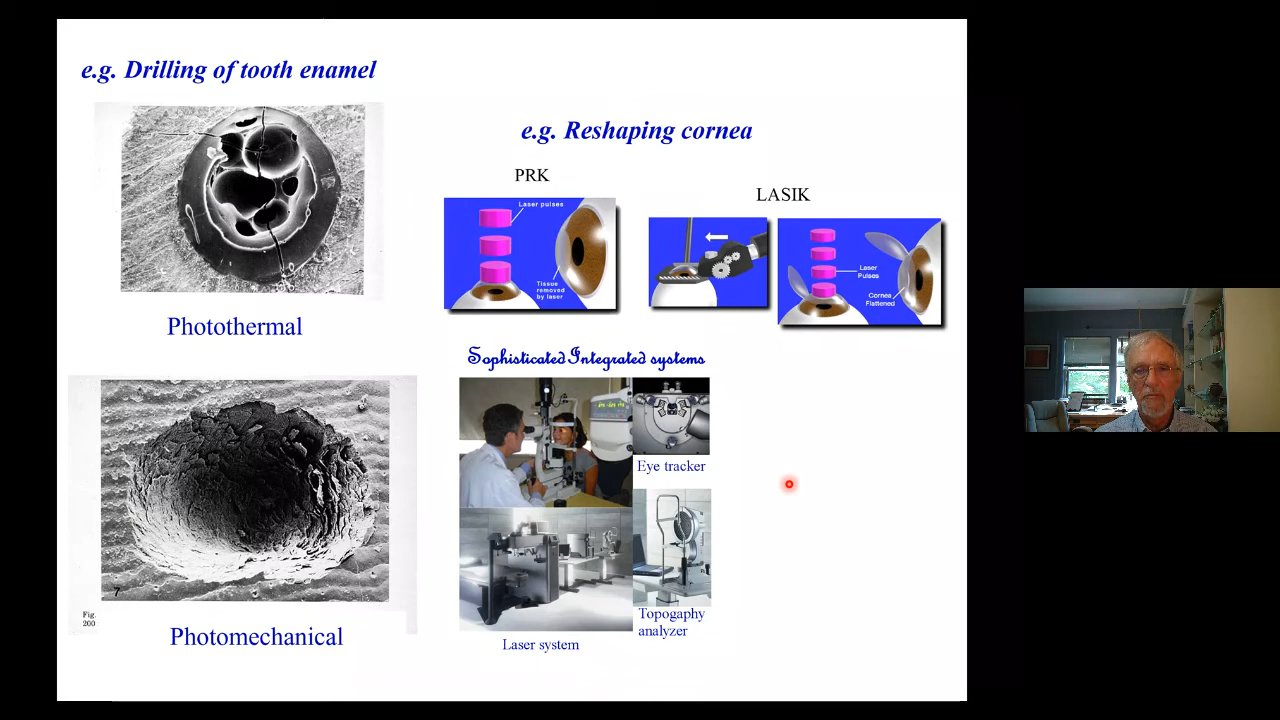 e.g. Drilling of tooth enamel
Photothermal
7
Fig.
200
Photomechanical
e.g. Reshaping cornea
PRK
Laser pulses
Tissue
removed
by laser
LASIK
Laser
Pulses
Cornea
Flattened
Sophisticated Integrated systems
Eye tracker
Topogaphy
analyzer
Laser system